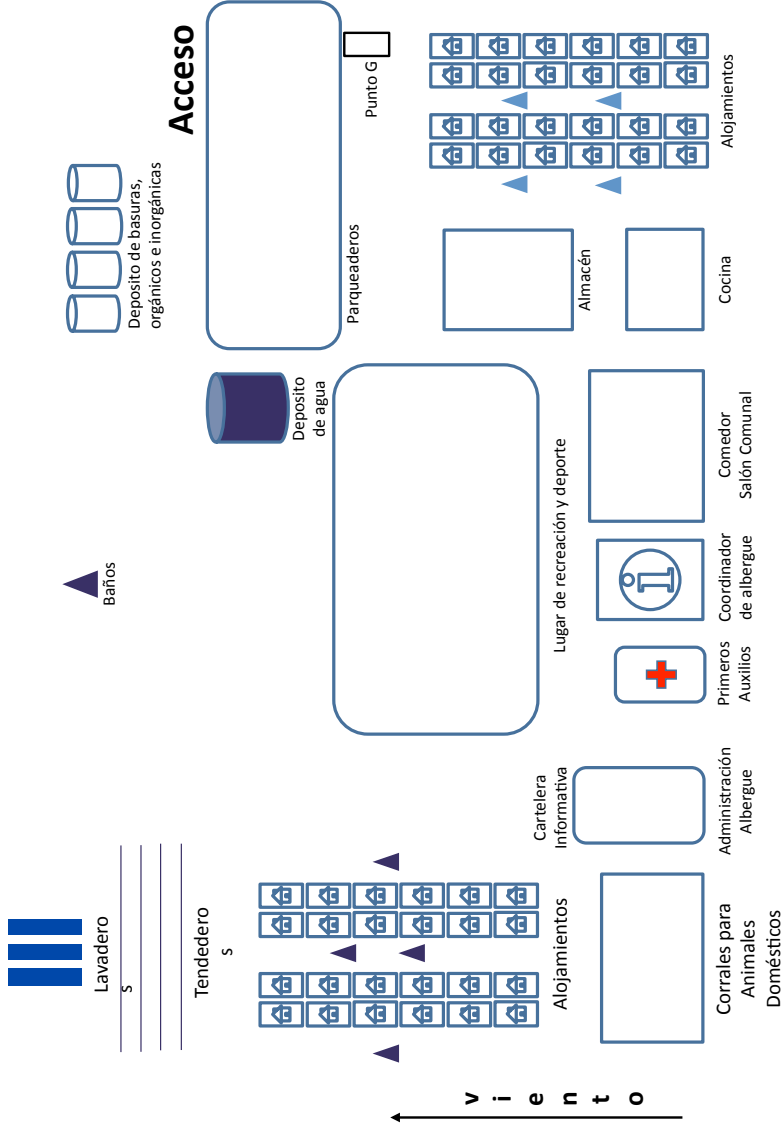 Acceso
Deposito de basuras,
orgánicos e inorgánicas
Punto G
Parqueaderos
Alojamientos
Almacén
Cocina
Deposito
de agua
Baños
Lugar de recreación y deporte
Comedor
Salón Comunal
Coordinador
de albergue
Primeros
Auxilios
Cartelera
Informativa
Administración
Albergue
Lavadero
s
Tendedero
s
Alojamientos
Corrales para
Animales
Domésticos
viento